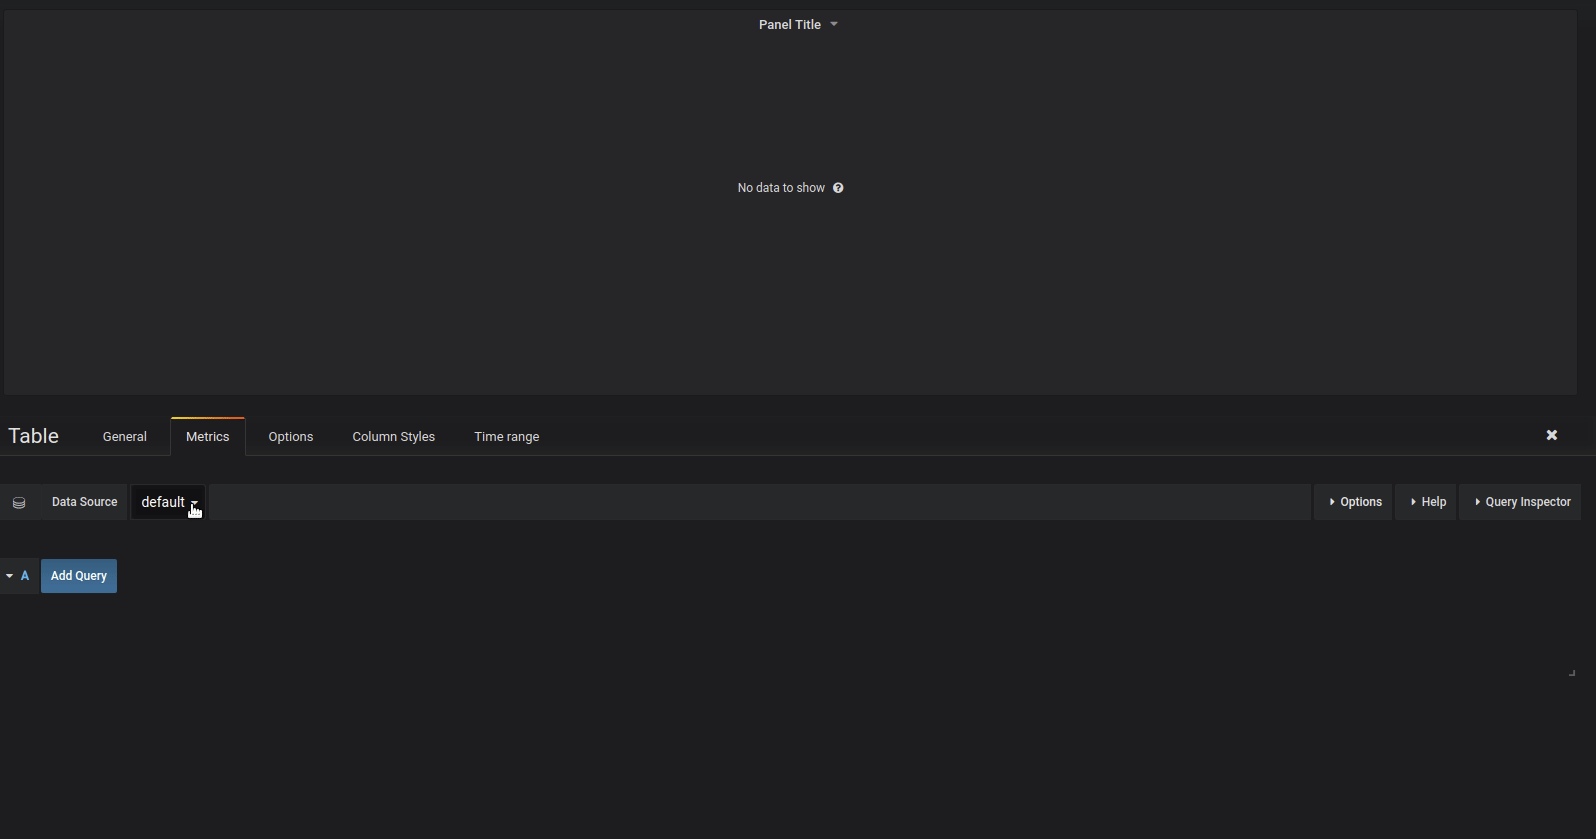 Panel Title
No data to show
Table General Metrics Options Column Styles Time range
Data Source default Options Help Query Inspector
A Add Query